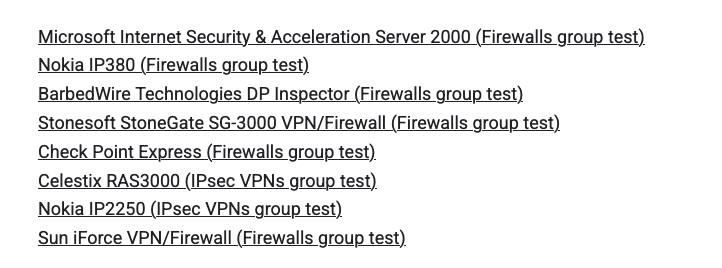 Microsoft Internet Security & Acceleration Server 2000 (Firewalls group test)
Nokia IP380 (Firewalls group test)
BarbedWire Technologies DP Inspector (Firewalls group test)
Stonesoft StoneGate SG-3000 VPN/Firewall (Firewalls group test)
Check Point Express (Firewalls group test)
Celestix RAS3000 (IPsec VPNs group test)
Nokia IP2250 (IPsec VPNs group test)
Sun iForce VPN/Firewall (Firewalls group test)